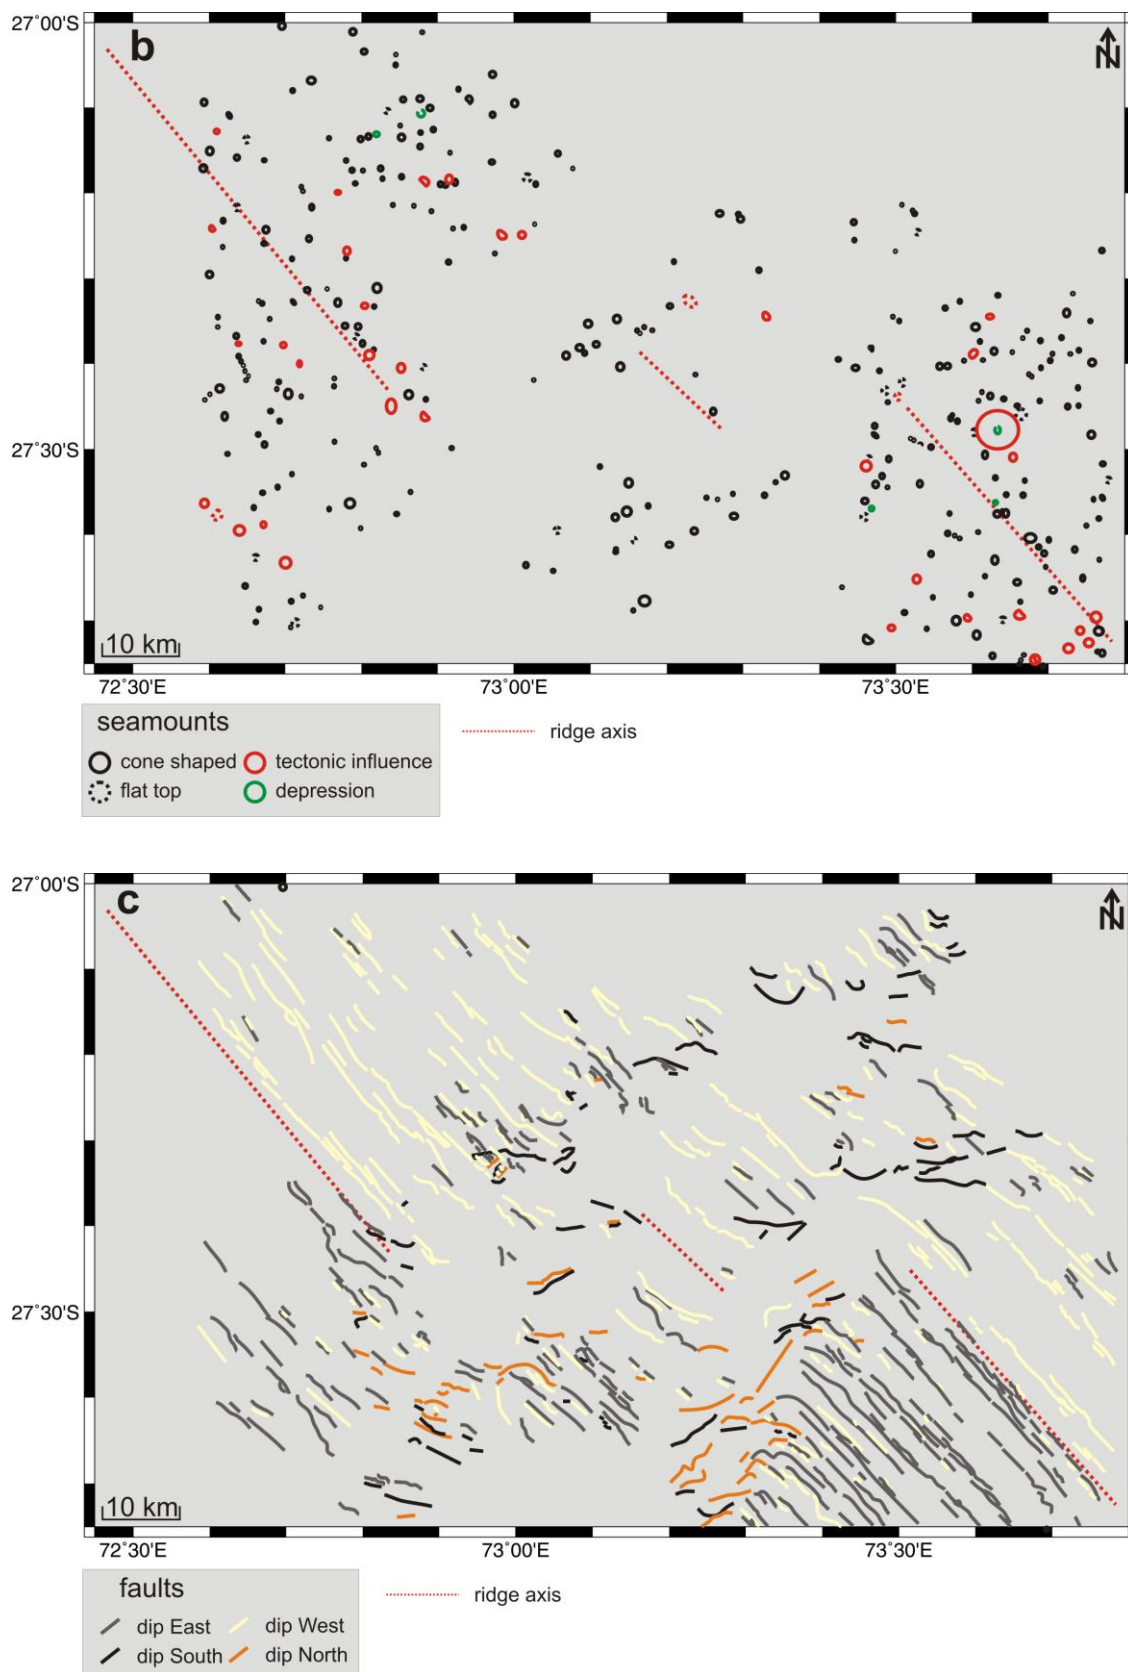 27°00'S
b
N
27°30'S
10 km
72°30'E 73°00'E 73°30'E
seamounts
cone shaped tectonic influence
flat top depression
ridge axis
27°00'S
c
N
27°30'S
10 km
72°30'E 73°00'E 73°30'E
faults
dip East dip West
dip South dip North
ridge axis